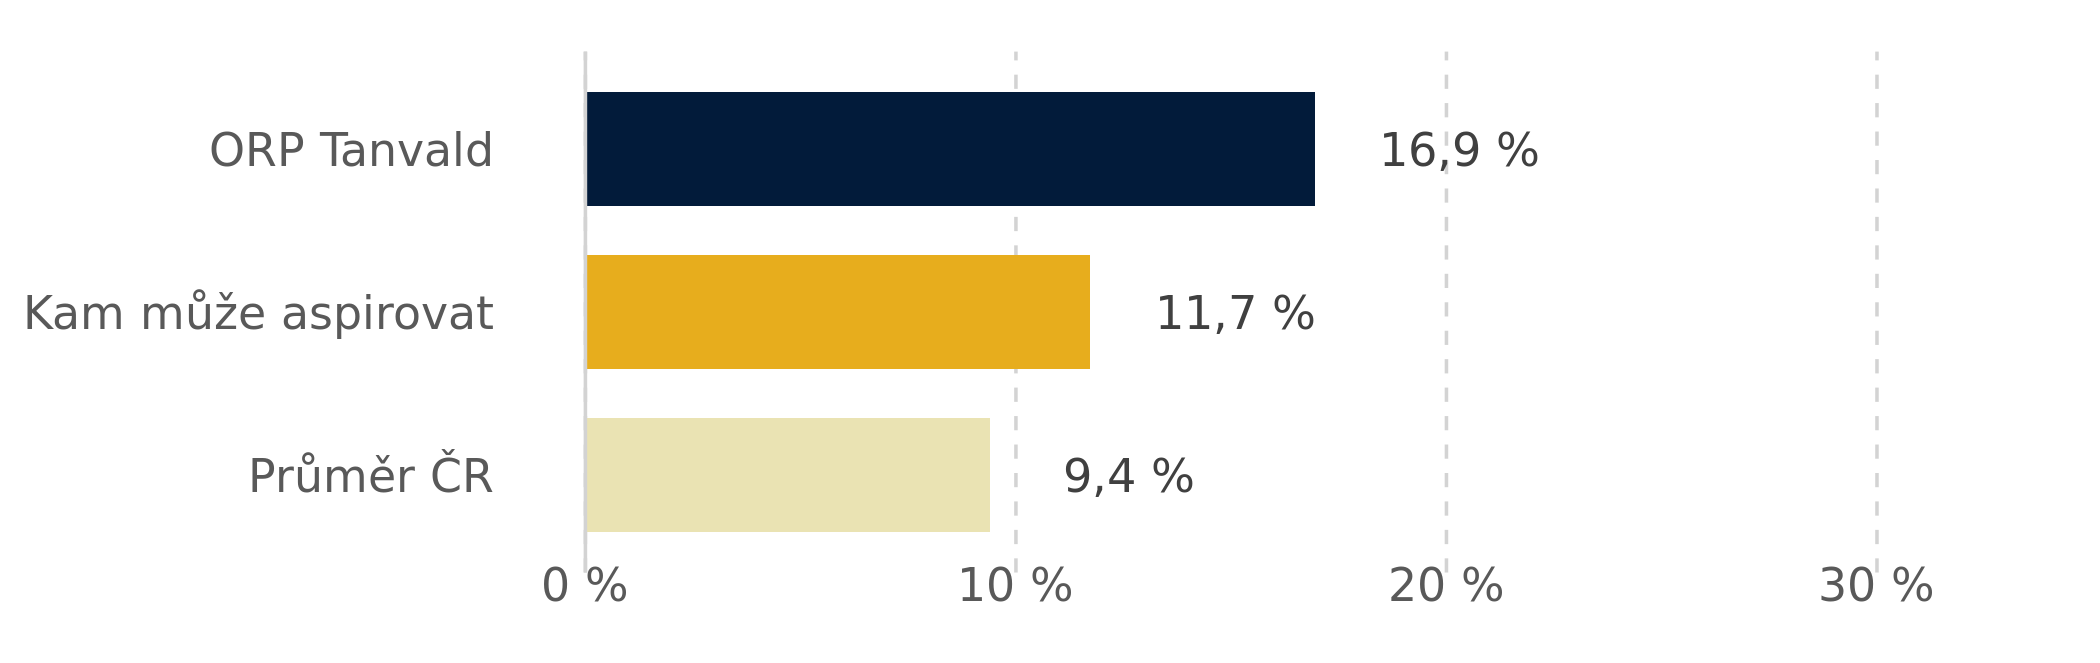 ORP Tanvald
16,9 %
Kam může aspirovat
11,7 %
Průměr ČR
9,4 %
0 %
10 %
20 %
30 %